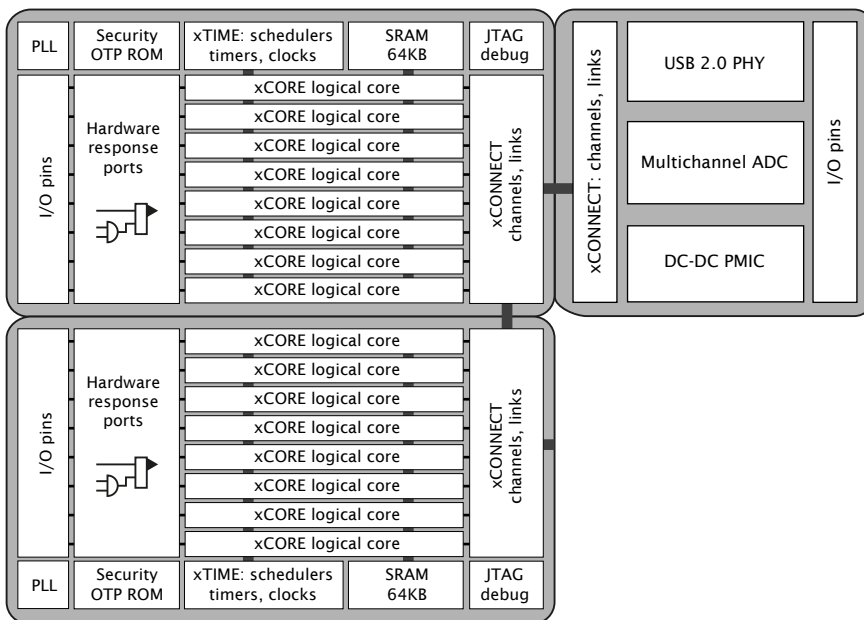 PLL
Security
OTP ROM
xTIME: schedulers
timers, clocks
SRAM
64KB
JTAG
debug
I/O pins
Hardware
response
ports
xCORE logical core
xCORE logical core
xCORE logical core
xCORE logical core
xCORE logical core
xCORE logical core
xCORE logical core
xCORE logical core
xCONNECT
channels, links
xCONNECT: channels, links
USB 2.0 PHY
Multichannel ADC
DC-DC PMIC
I/O pins
I/O pins
Hardware
response
ports
xCORE logical core
xCORE logical core
xCORE logical core
xCORE logical core
xCORE logical core
xCORE logical core
xCORE logical core
xCORE logical core
xCONNECT
channels, links
PLL
Security
OTP ROM
xTIME: schedulers
timers, clocks
SRAM
64KB
JTAG
debug